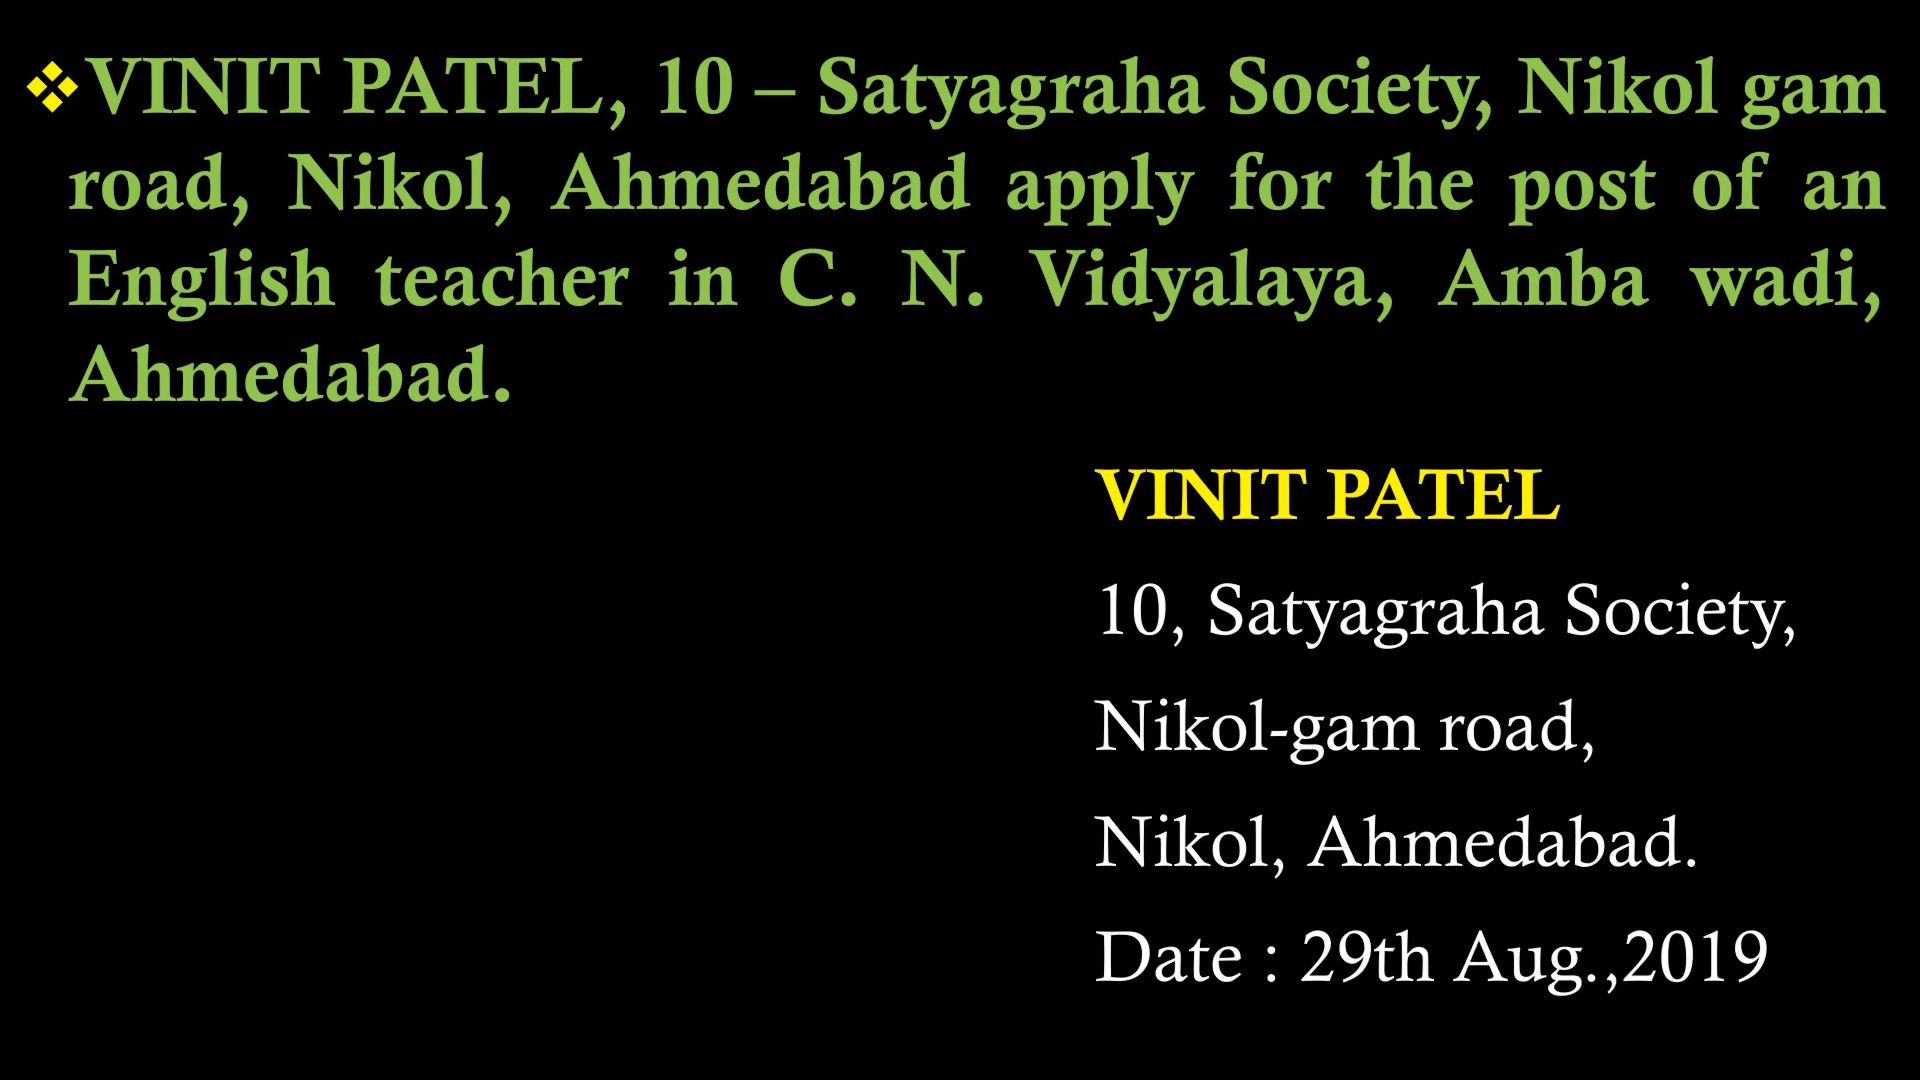 ❖VINIT PATEL, 10 – Satyagraha Society, Nikol gam
road, Nikol, Ahmedabad apply for the post of an
English teacher in C. N. Vidyalaya, Amba wadi,
Ahmedabad.
VINIT PATEL
10, Satyagraha Society,
Nikol-gam road,
Nikol, Ahmedabad.
Date : 29th Aug.,2019